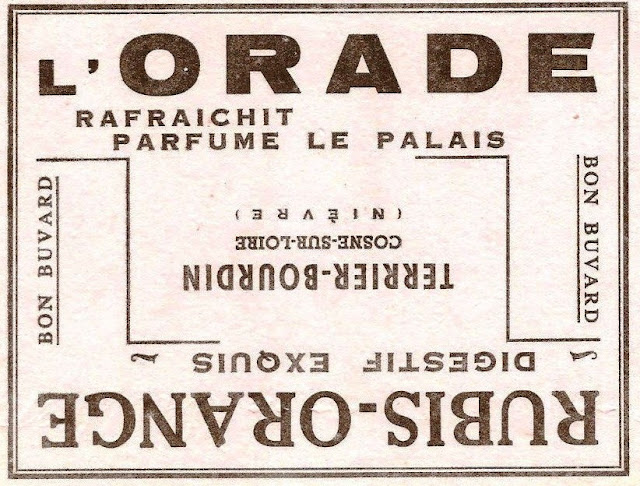 L'ORADE
RAFRAICHIT
PARFUME LE PALAIS
BON BUVARD
BON BUVARD
RUBIS-ORANGE
DIGESTIF EXQUIS
TERRIER-BOURDIN
COSNE-SUR-LOIRE
(NIÈVRE)